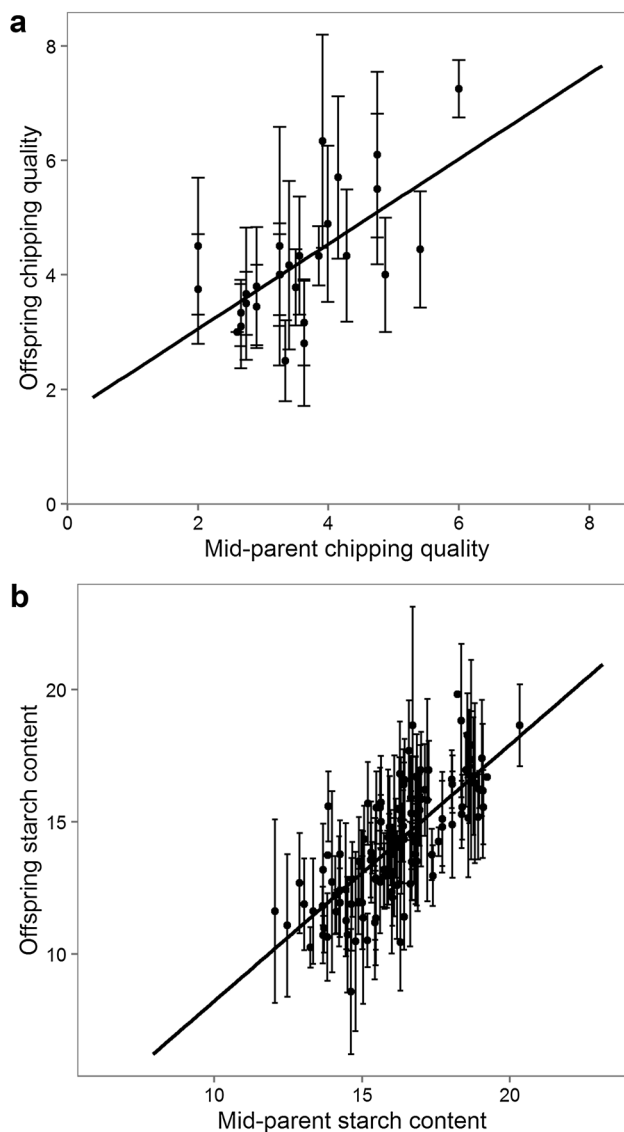 a
8
6
4
2
0
Offspring chipping quality
0 2 4 6 8
Mid-parent chipping quality
b
20
15
10
Offspring starch content
10 15 20
Mid-parent starch content